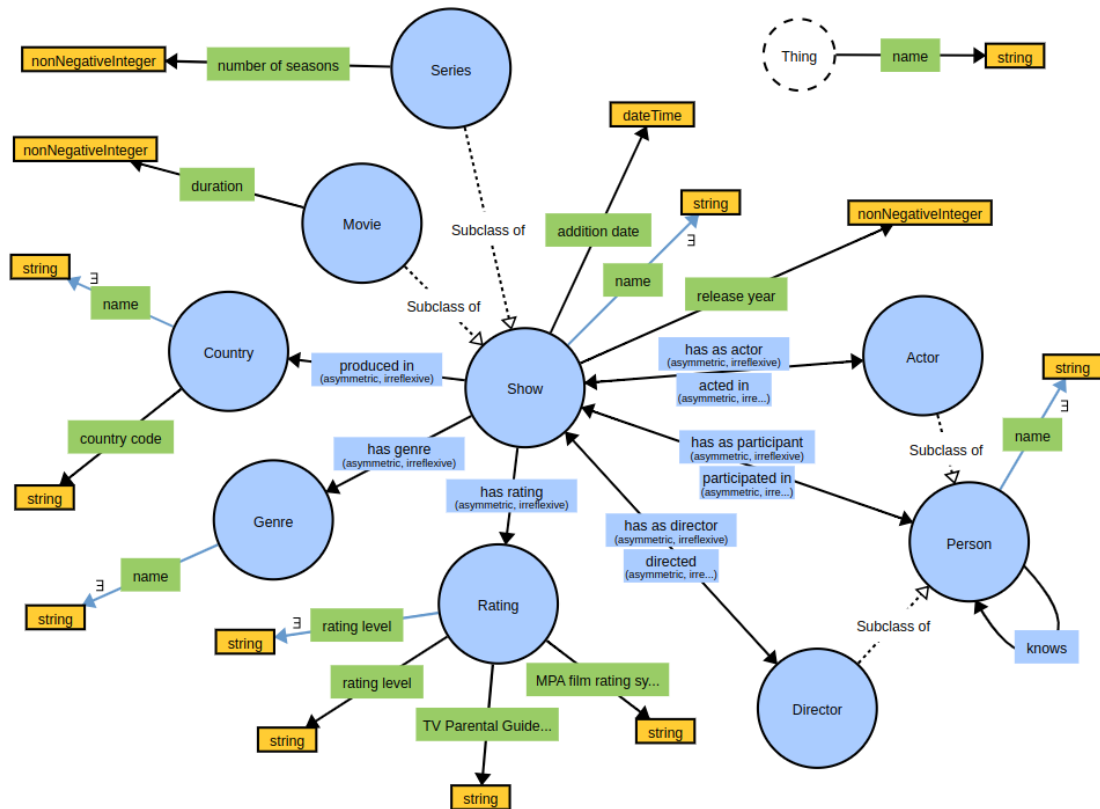 nonNegativeInteger
number of seasons
Series
Thing
name
string
dateTime
nonNegativeInteger
duration
Movie
Subclass of
addition date
string
∃
name
nonNegativeInteger
release year
string
∃
name
Country
Subclass of
produced in
(asymmetric, irreflexive)
Show
has as actor
(asymmetric, irreflexive)
acted in
(asymmetric, irre...)
Actor
string
∃
name
country code
string
has genre
(asymmetric, irreflexive)
has rating
(asymmetric, irreflexive)
has as participant
(asymmetric, irreflexive)
participated in
(asymmetric, irre...)
Subclass of
Genre
has as director
(asymmetric, irreflexive)
directed
(asymmetric, irre...)
Person
name
∃
string
Rating
rating level
∃
string
Subclass of
knows
rating level
string
MPA film rating sy...
string
TV Parental Guide...
string
Director